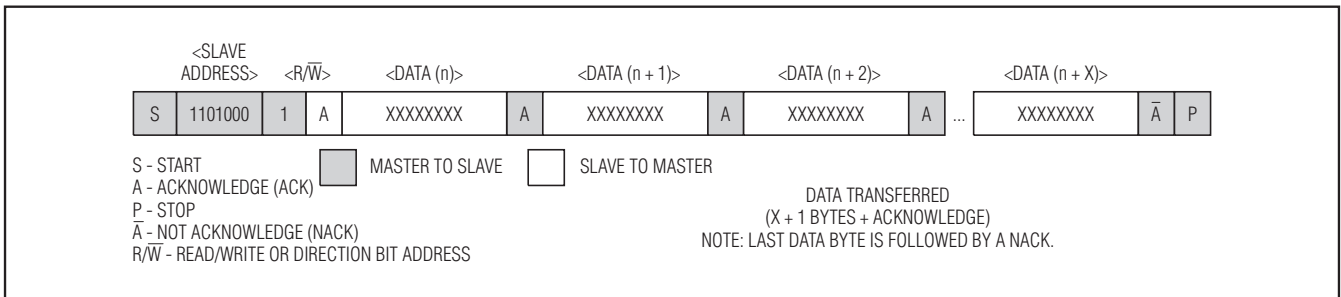 <SLAVE
ADDRESS> <R/W̅> <DATA (n)> <DATA (n + 1)> <DATA (n + 2)> <DATA (n + X)>
S 1101000 1 A XXXXXXXX A XXXXXXXX A XXXXXXXX A ... XXXXXXXX A̅ P
S - START
A - ACKNOWLEDGE (ACK)
P - STOP
A̅ - NOT ACKNOWLEDGE (NACK)
R/W̅ - READ/WRITE OR DIRECTION BIT ADDRESS
MASTER TO SLAVE SLAVE TO MASTER
DATA TRANSFERRED
(X + 1 BYTES + ACKNOWLEDGE)
NOTE: LAST DATA BYTE IS FOLLOWED BY A NACK.